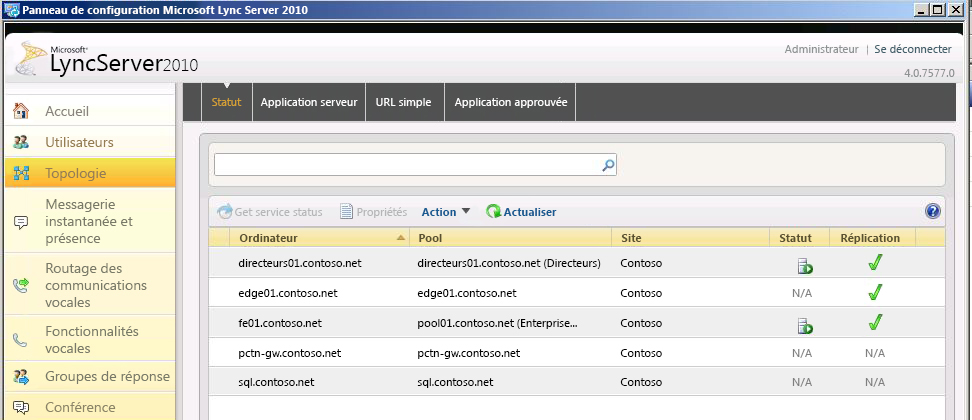 Panneau de configuration Microsoft Lync Server 2010
Microsoft®
LyncServer2010
Administrateur | Se déconnecter
4.0.7577.0
Accueil
Utilisateurs
Topologie
Messagerie
instantanée et
présence
Routage des
communications
vocales
Fonctionnalités
vocales
Groupes de réponse
Conférence
Statut Application serveur URL simple Application approuvée
Get service status Propriétés Action Actualiser
Ordinateur Pool Site Statut Réplication
directeurs01.contoso.net directeurs01.contoso.net (Directeurs) Contoso
edge01.contoso.net edge01.contoso.net Contoso N/A
fe01.contoso.net pool01.contoso.net (Enterprise... Contoso
pctn-gw.contoso.net pctn-gw.contoso.net Contoso N/A N/A
sql.contoso.net sql.contoso.net Contoso N/A N/A